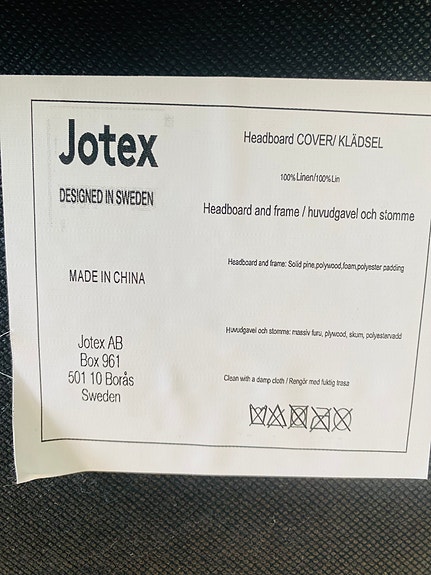 Jotex
DESIGNED IN SWEDEN
MADE IN CHINA
Jotex AB
Box 961
501 10 Borås
Sweden
Headboard COVER/ KLÄDSEL
100% Linen/100% Lin
Headboard and frame / huvudgavel och stomme
Headboard and frame: Solid pine,polywood,foam,polyester padding
Huvudgavel och stomme: massiv furu, plywood, skum, polyestervadd
Clean with a damp cloth / Rengör med fuktig trasa